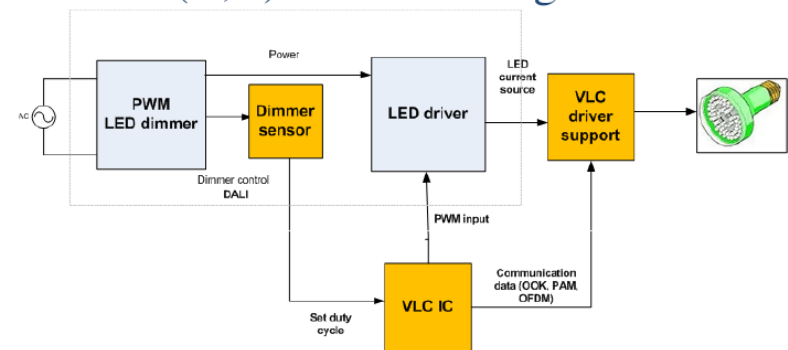 Power
LED
current
source
AC
PWM
LED dimmer
Dimmer
sensor
LED driver
VLC
driver
support
Dimmer control
DALI
PWM input
Communication
data (OOK, PAM,
OFDM)
VLC IC
Set duty
cycle